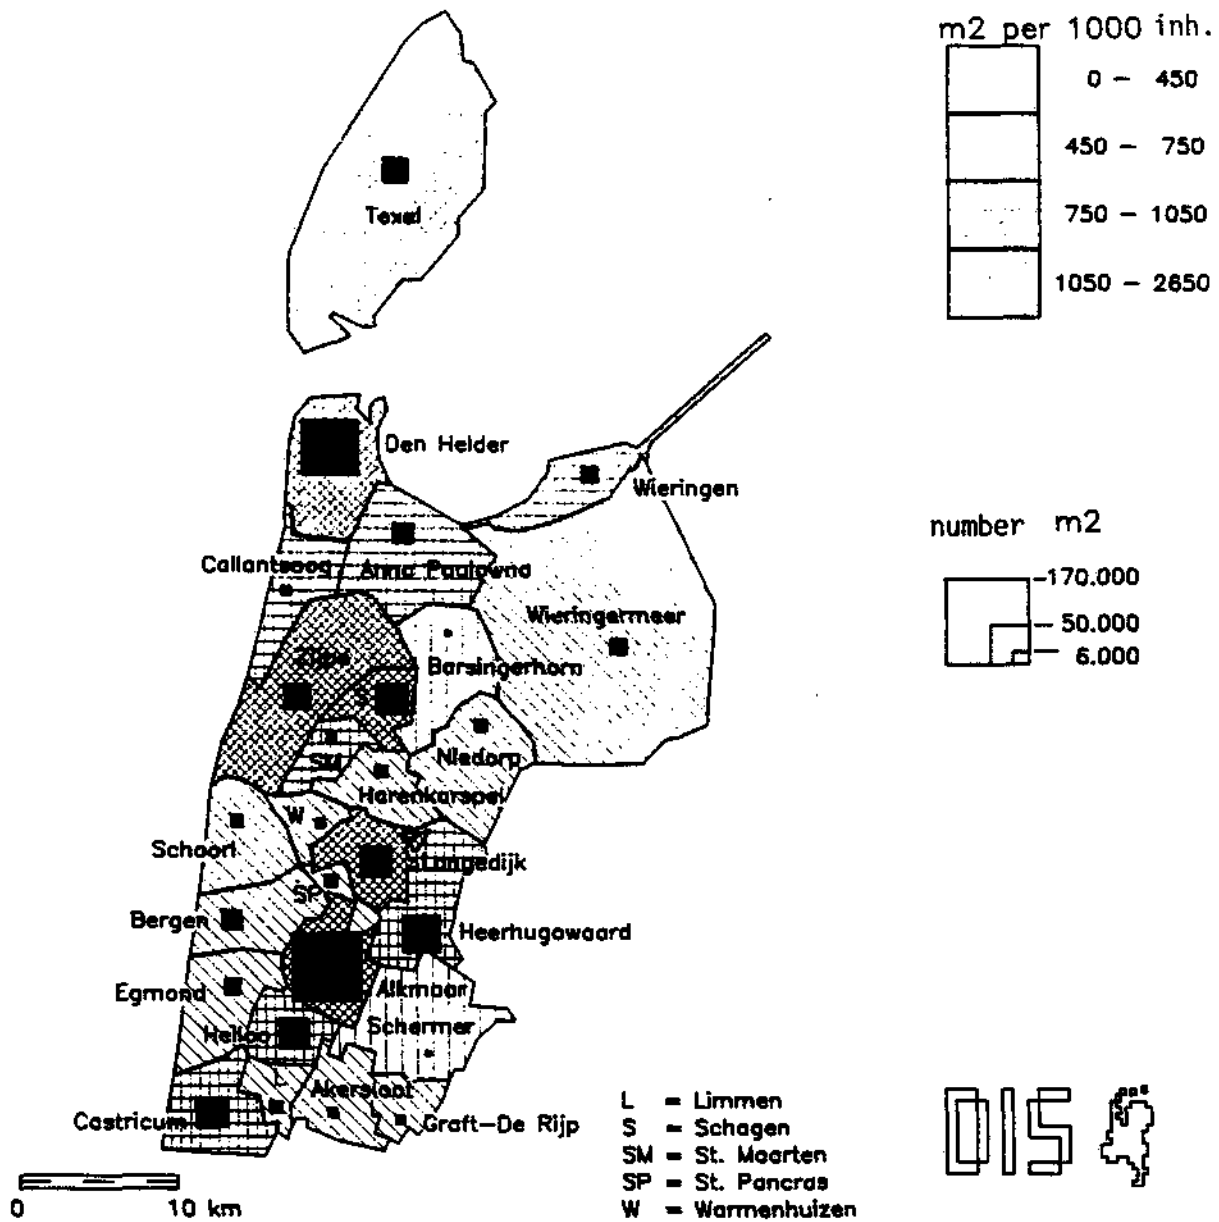 m2 per 1000 inh.
0 - 450
450 - 750
750 - 1050
1050 - 2650
Texel
Den Helder
Wieringen
Callantsoog
Anna Paulowna
Wieringermeer
Zijpe
Barsingerhorn
S
SM
Niedorp
Harenkarspel
W
Schoorl
Langedijk
SP
Bergen
Heerhugowaard
Egmond
Alkmaar
Schermer
Heiloo
Akersloot
Castricum
Graft-De Rijp
number m2
170.000
50.000
6.000
L = Limmen
S = Schagen
SM = St. Maarten
SP = St. Pancras
W = Warmenhuizen
DIS
0 10 km